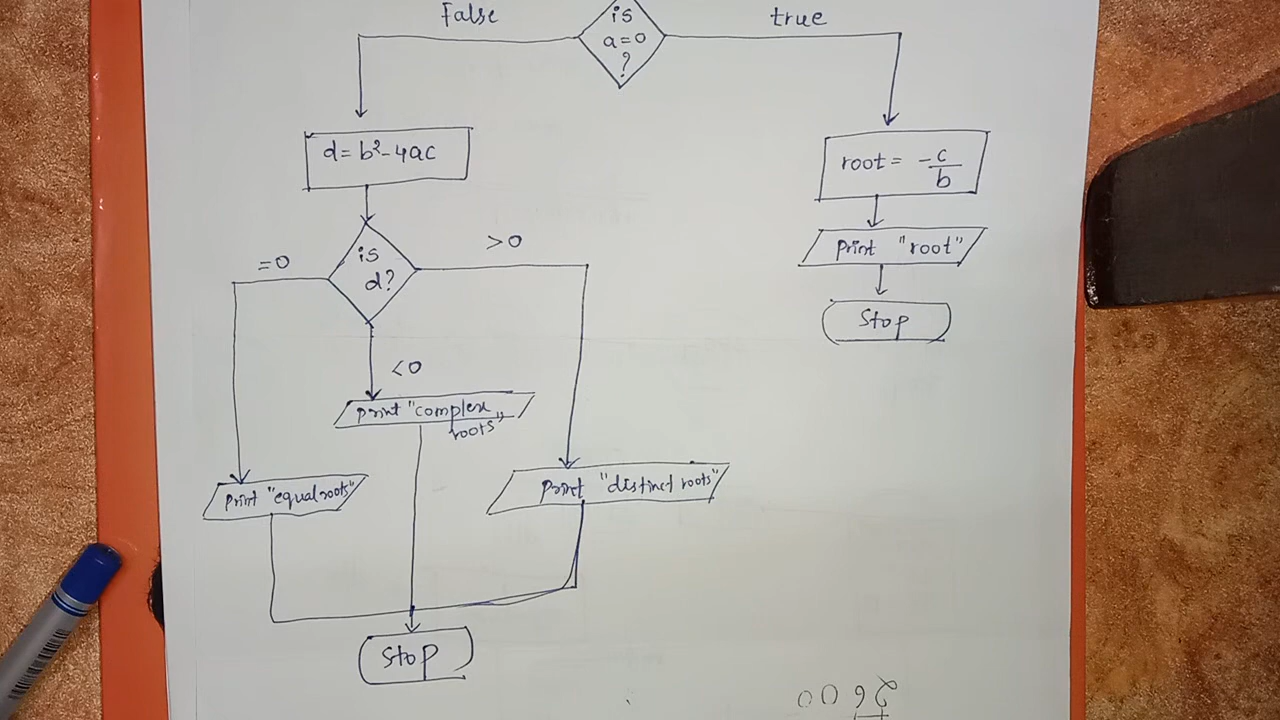 False
is
a=0
?
true
d = b²-4ac
root = -c/b
is
d?
=0
>0
<0
print "root"
stop
print "complex
roots"
print "equal roots"
print "distinct roots"
stop